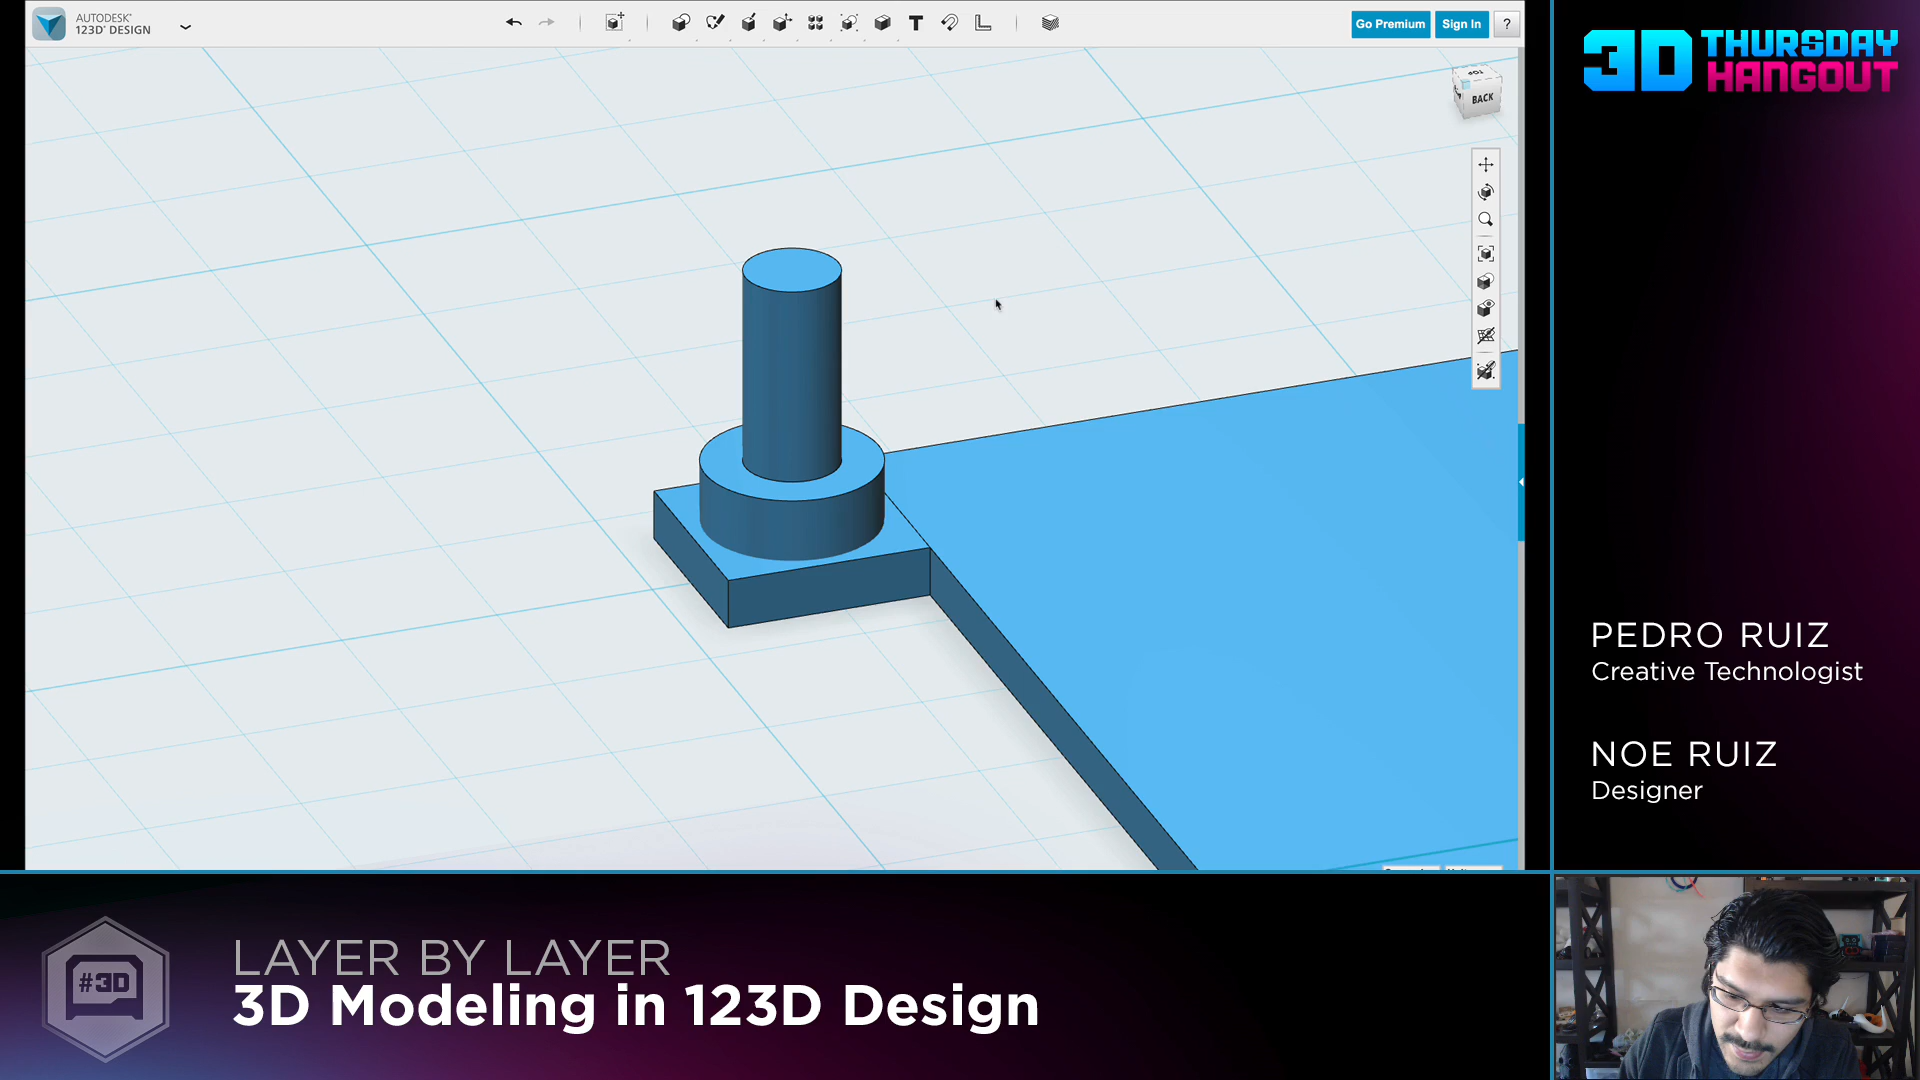 AUTODESK®
123D® DESIGN
T
Go Premium
Sign In
?
TOP
BACK
3D THURSDAY
HANGOUT
PEDRO RUIZ
Creative Technologist
NOE RUIZ
Designer
#3D
LAYER BY LAYER
3D Modeling in 123D Design